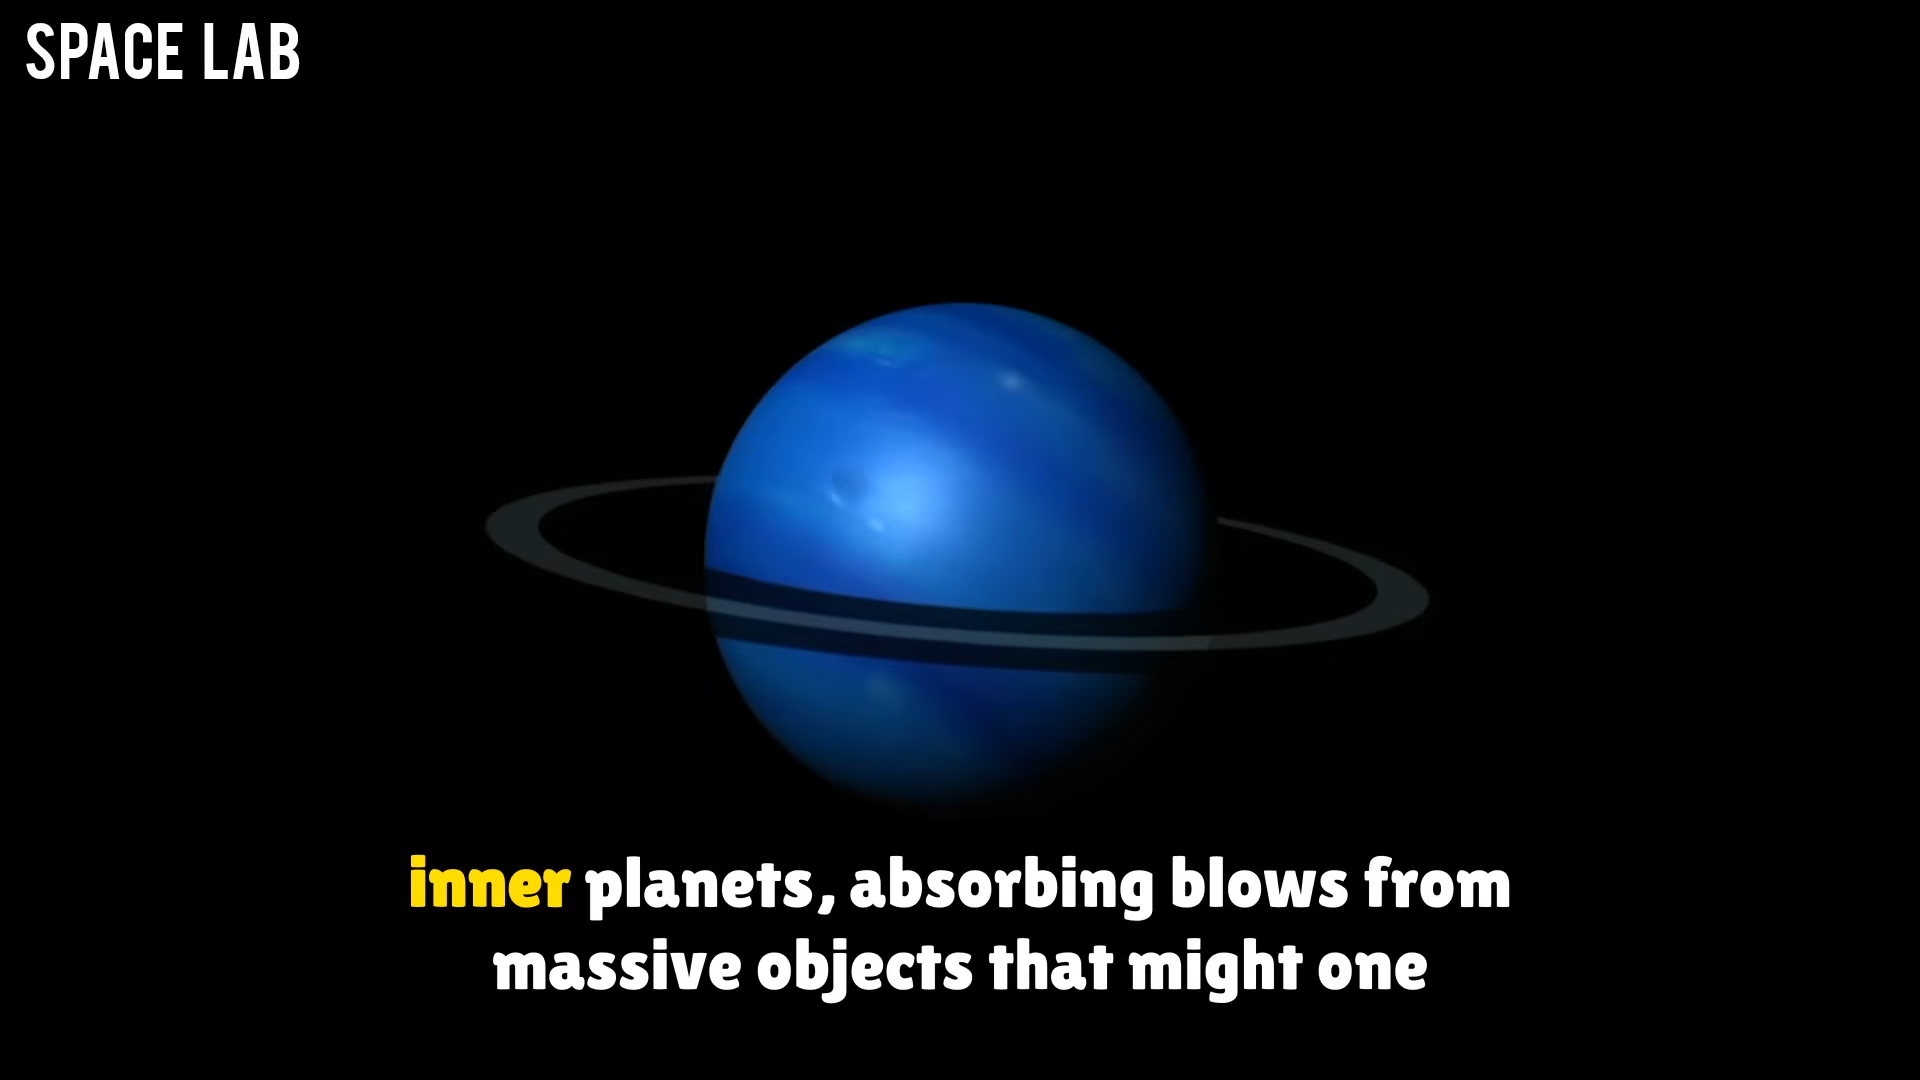 SPACE LAB
inner planets, absorbing blows from
massive objects that might one